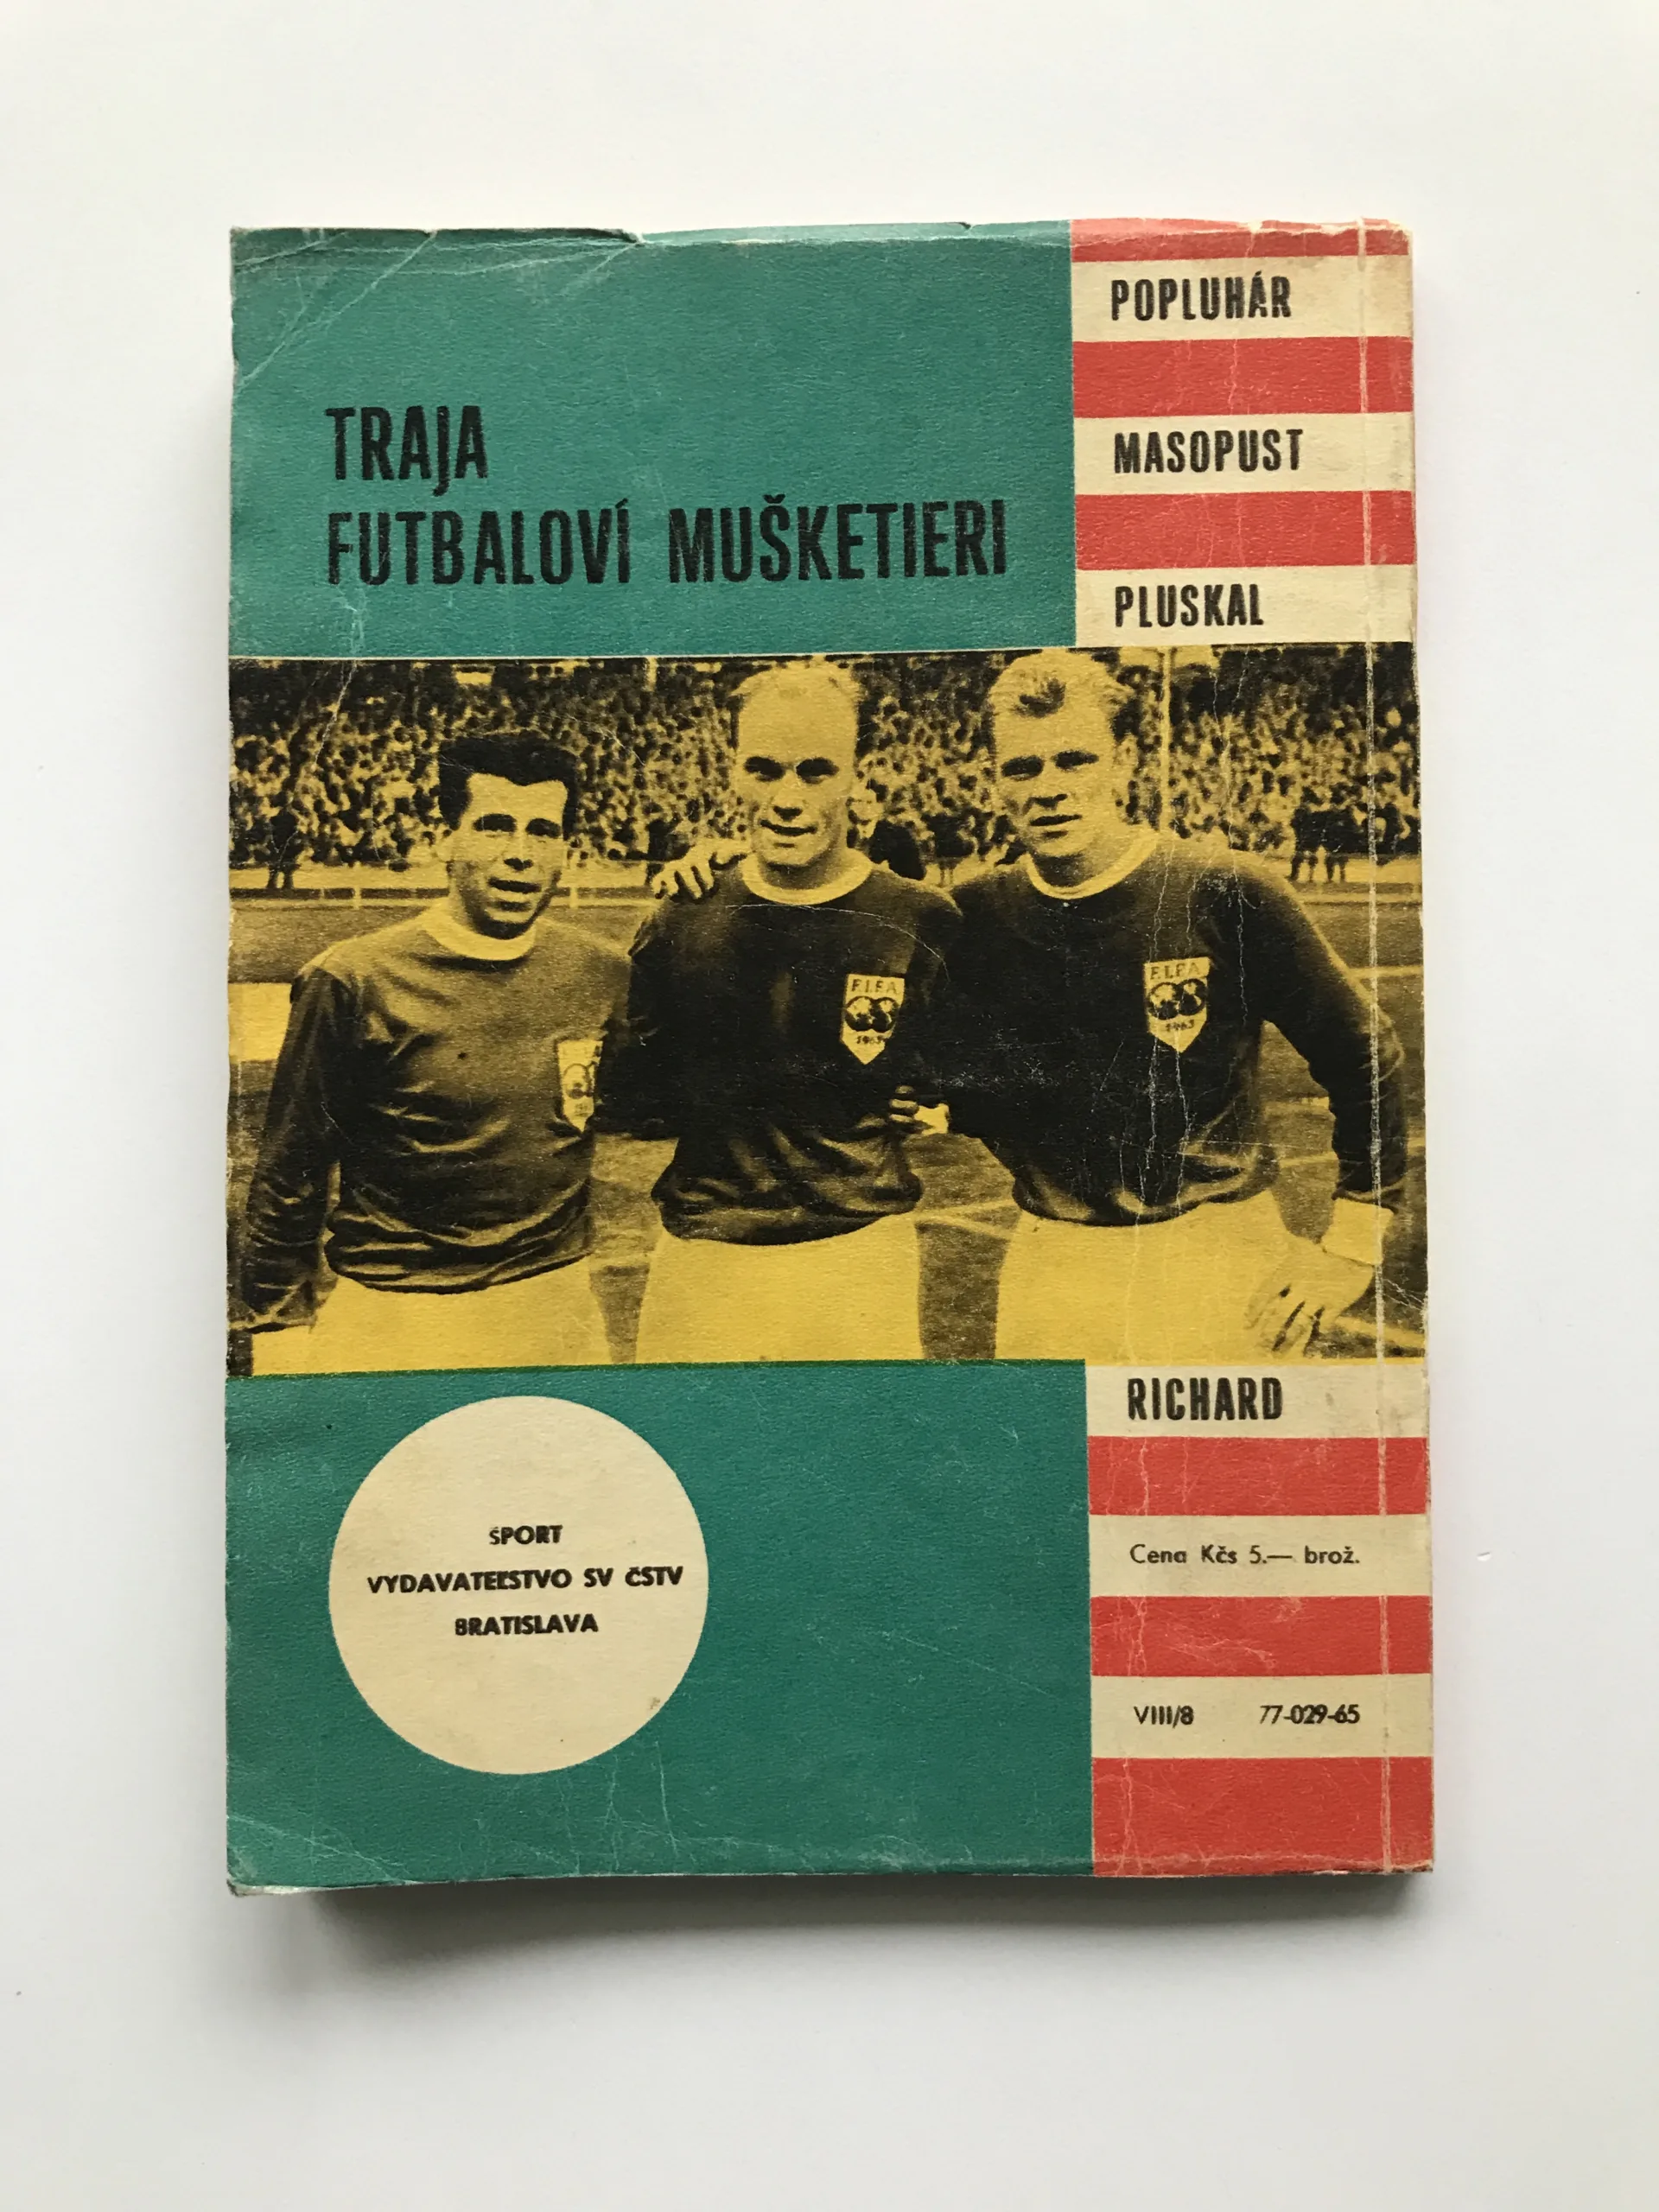 POPLUHÁR
MASOPUST
PLUSKAL
TRAJA
FUTBALOVÍ MUŠKETIERI
F.I.F.A
1963
F.I.F.A
1963
RICHARD
ŠPORT
VYDAVATEĽSTVO SV ČSTV
BRATISLAVA
Cena Kčs 5.— brož.
VIII/8 77-029-65